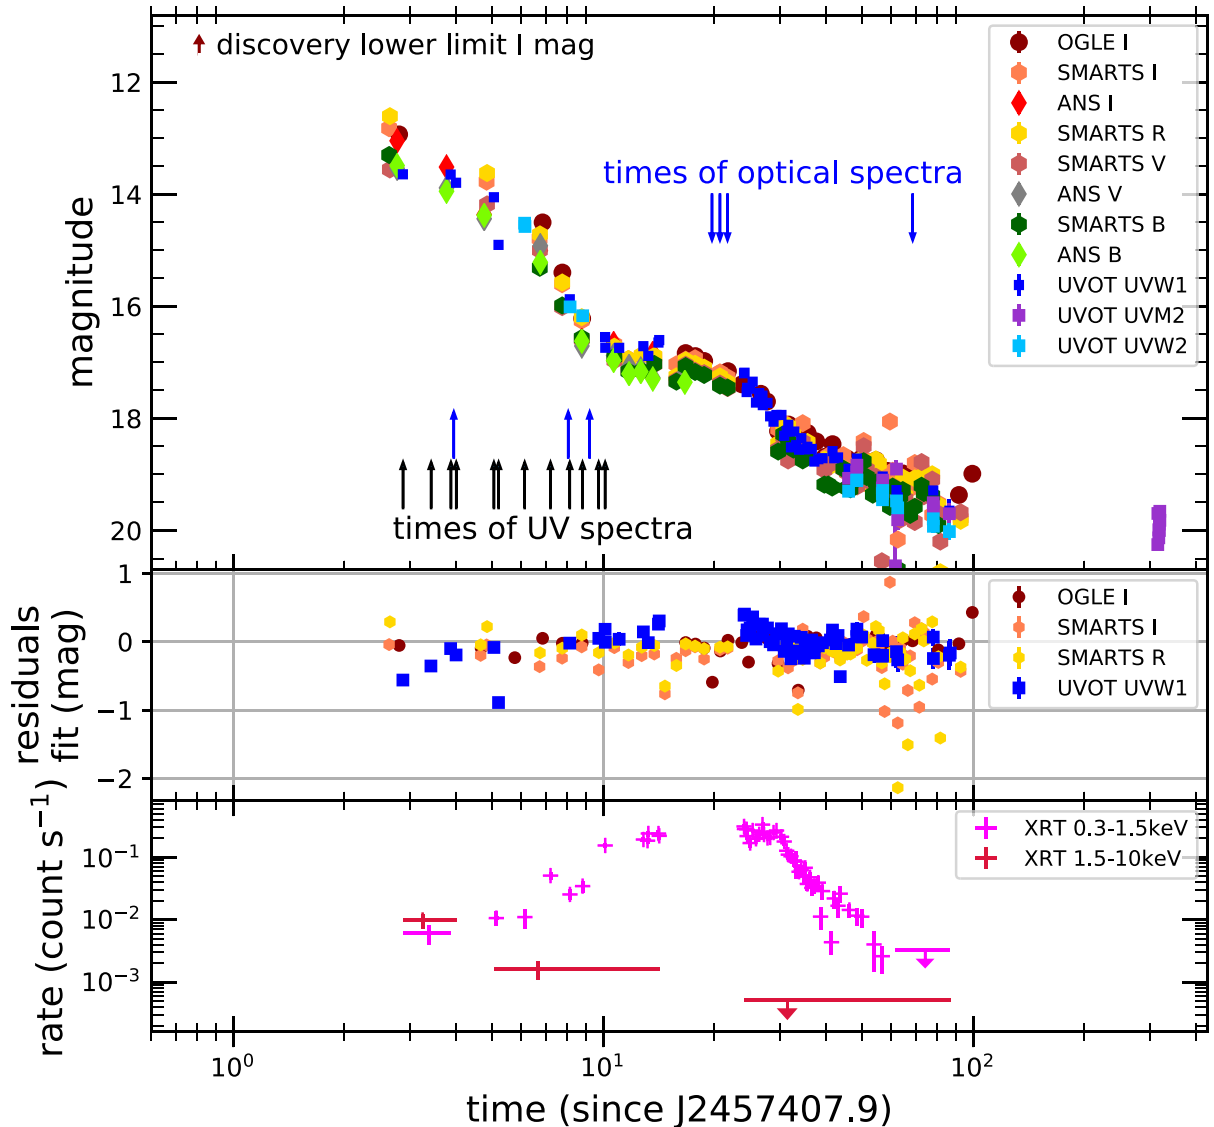 discovery lower limit I mag
OGLE I
SMARTS I
ANS I
SMARTS R
SMARTS V
ANS V
SMARTS B
ANS B
UVOT UVW1
UVOT UVM2
UVOT UVW2
times of optical spectra
times of UV spectra
magnitude
12
14
16
18
20
residuals
fit (mag)
1
0
−1
−2
OGLE I
SMARTS I
SMARTS R
UVOT UVW1
rate (count s⁻¹)
10⁻¹
10⁻²
10⁻³
XRT 0.3-1.5keV
XRT 1.5-10keV
10⁰
10¹
10²
time (since J2457407.9)